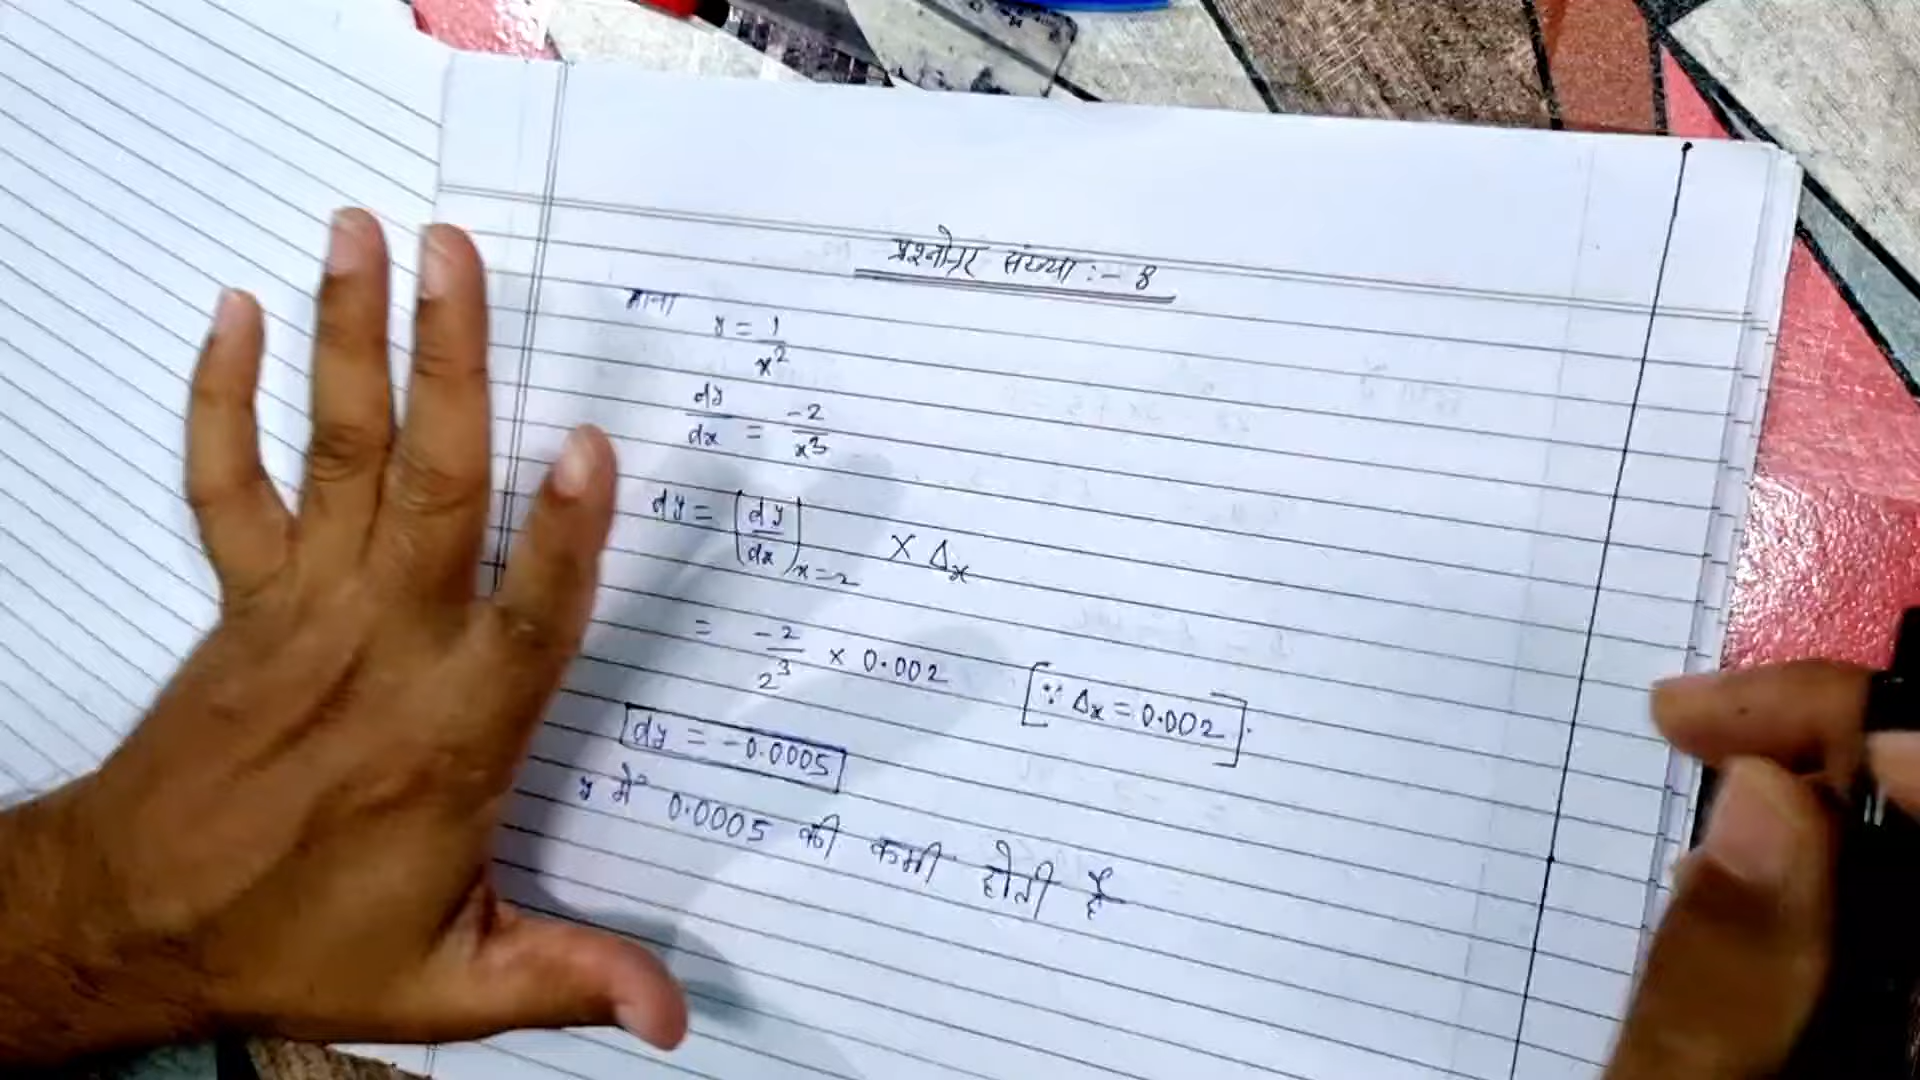 प्रश्नोत्तर संख्या :- 8
माना
y = 1/x²
dy/dx = -2/x³
dy = (dy/dx)x=2 × Δx
= -2/2³ × 0.002 [∵ Δx = 0.002].
dy = -0.0005
y में 0.0005 की कमी होती है